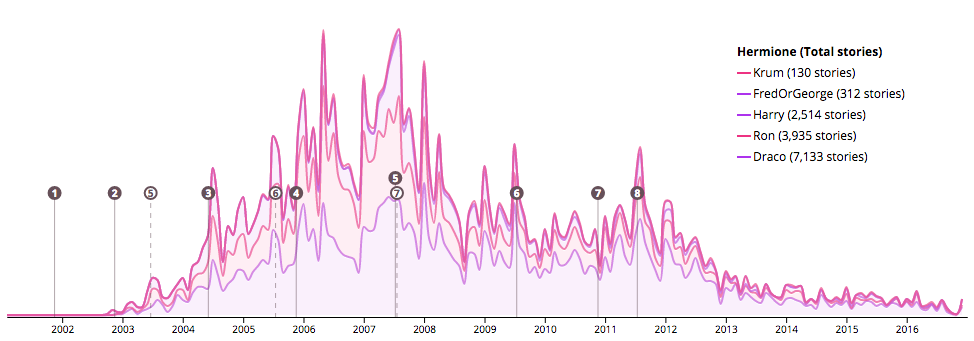 Hermione (Total stories)
Krum (130 stories)
FredOrGeorge (312 stories)
Harry (2,514 stories)
Ron (3,935 stories)
Draco (7,133 stories)
5
1 2 5 3 6 4 7 6 7 8
2002 2003 2004 2005 2006 2007 2008 2009 2010 2011 2012 2013 2014 2015 2016